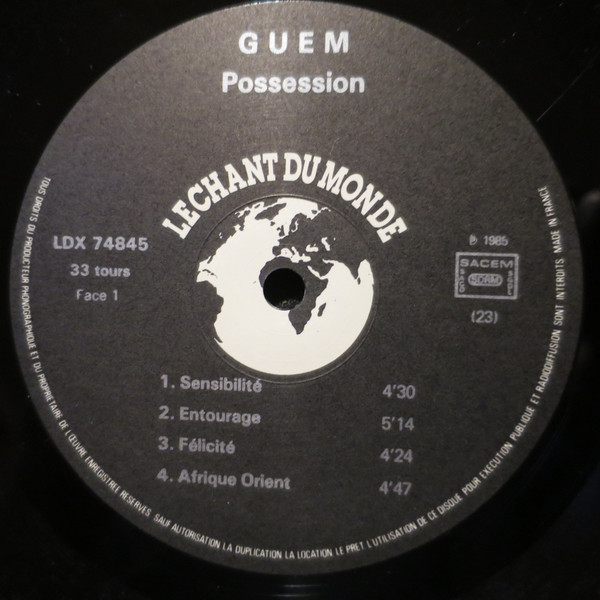 GUEM
Possession
LE CHANT DU MONDE
LDX 74845
33 tours
Face 1
℗ 1985
SACEM
SDRM
(23)
1. Sensibilité 4'30
2. Entourage 5'14
3. Félicité 4'24
4. Afrique Orient 4'47
TOUS DROITS DU PRODUCTEUR PHONOGRAPHIQUE ET DU PROPRIETAIRE DE L'ŒUVRE ENREGISTREE RESERVES SAUF AUTORISATION LA DUPLICATION LA LOCATION LE PRET L'UTILISATION DE CE DISQUE POUR EXECUTION PUBLIQUE ET RADIODIFFUSION SONT INTERDITS MADE IN FRANCE